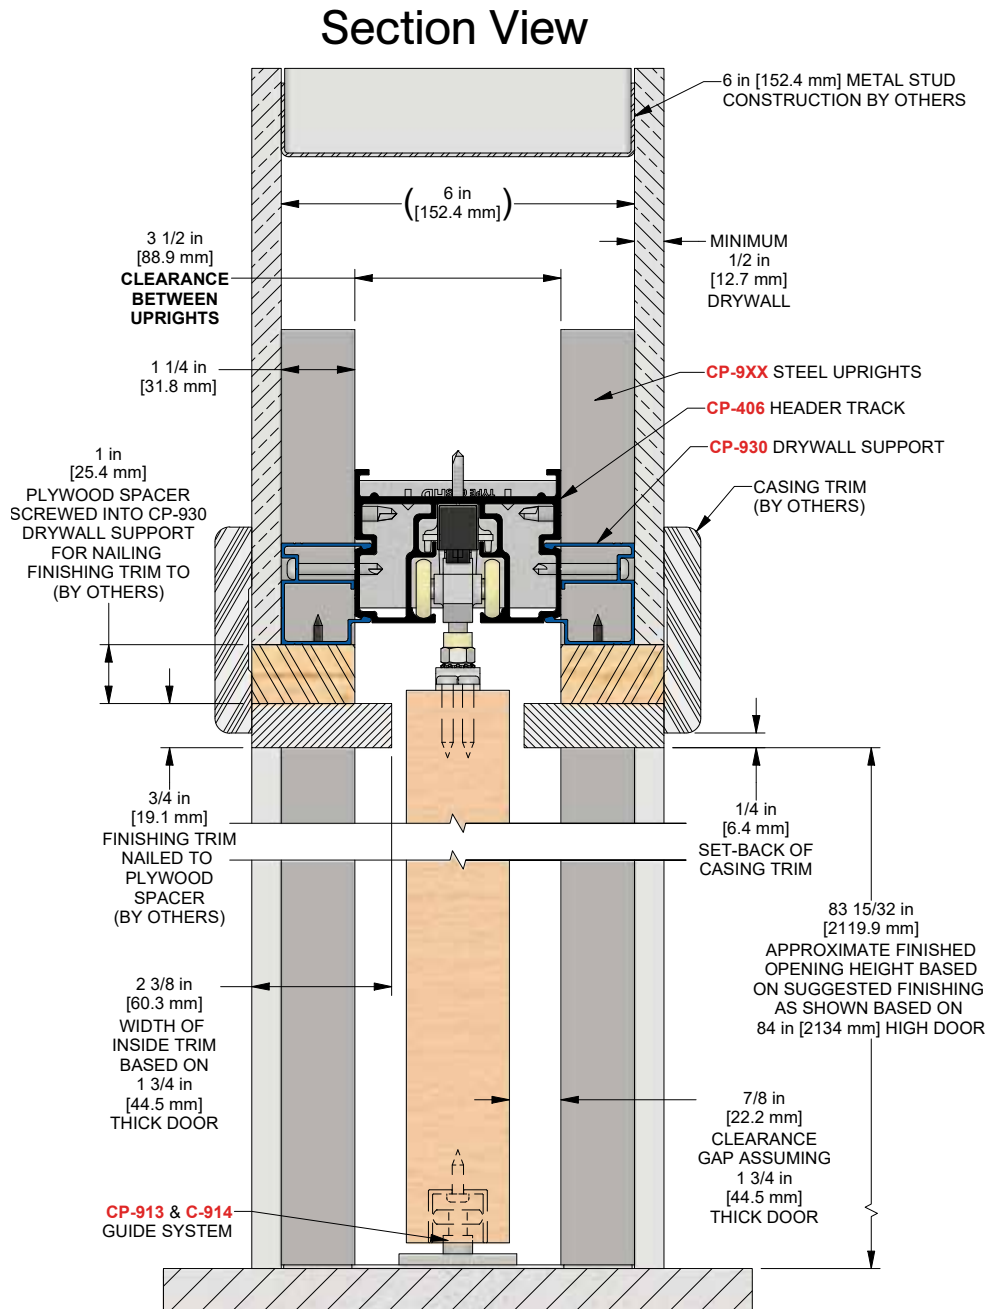 Section View
6 in [152.4 mm] METAL STUD
CONSTRUCTION BY OTHERS
(6 in
[152.4 mm])
3 1/2 in
[88.9 mm]
CLEARANCE
BETWEEN
UPRIGHTS
MINIMUM
1/2 in
[12.7 mm]
DRYWALL
1 1/4 in
[31.8 mm]
CP-9XX STEEL UPRIGHTS
CP-406 HEADER TRACK
CP-930 DRYWALL SUPPORT
CASING TRIM
(BY OTHERS)
1 in
[25.4 mm]
PLYWOOD SPACER
SCREWED INTO CP-930
DRYWALL SUPPORT
FOR NAILING
FINISHING TRIM TO
(BY OTHERS)
3/4 in
[19.1 mm]
FINISHING TRIM
NAILED TO
PLYWOOD
SPACER
(BY OTHERS)
1/4 in
[6.4 mm]
SET-BACK OF
CASING TRIM
83 15/32 in
[2119.9 mm]
APPROXIMATE FINISHED
OPENING HEIGHT BASED
ON SUGGESTED FINISHING
AS SHOWN BASED ON
84 in [2134 mm] HIGH DOOR
2 3/8 in
[60.3 mm]
WIDTH OF
INSIDE TRIM
BASED ON
1 3/4 in
[44.5 mm]
THICK DOOR
7/8 in
[22.2 mm]
CLEARANCE
GAP ASSUMING
1 3/4 in
[44.5 mm]
THICK DOOR
CP-913 & C-914
GUIDE SYSTEM